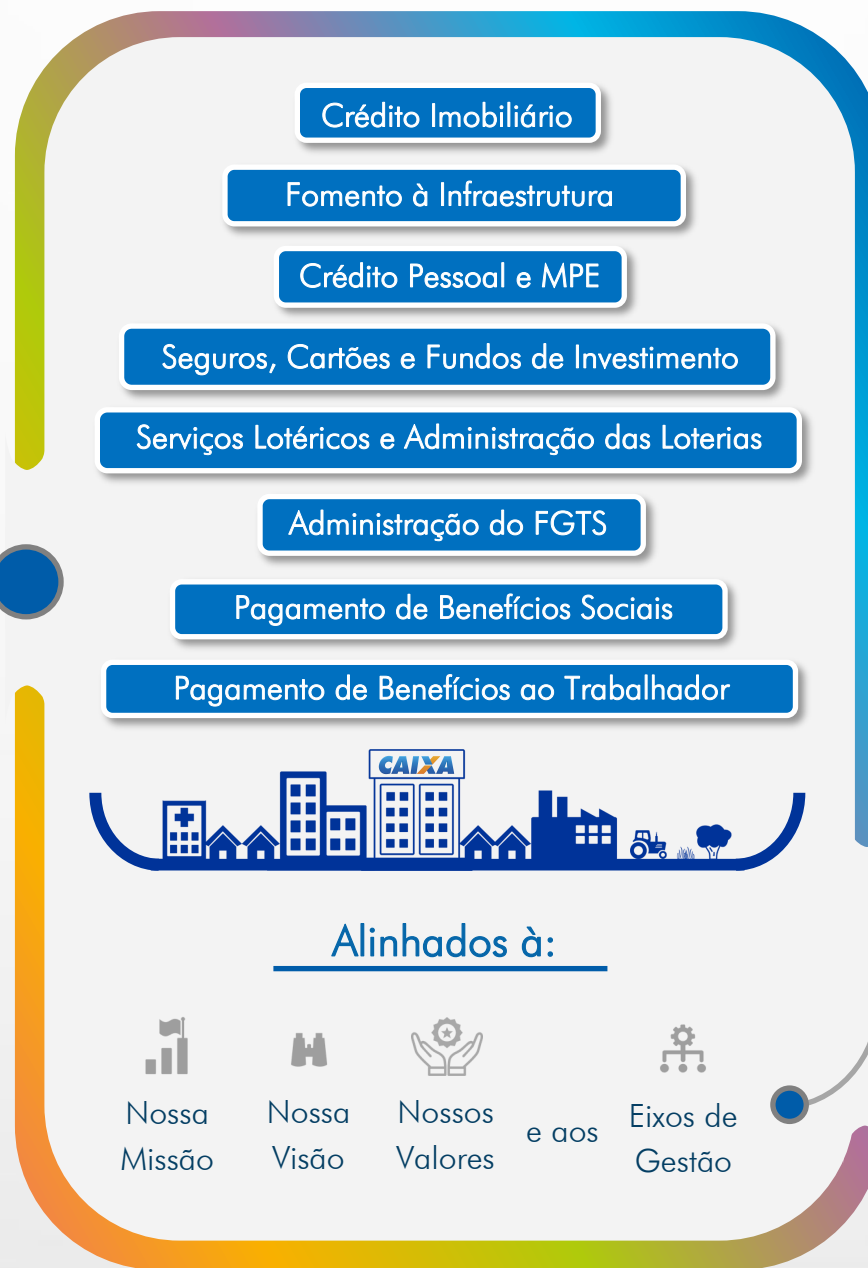 Crédito Imobiliário
Fomento à Infraestrutura
Crédito Pessoal e MPE
Seguros, Cartões e Fundos de Investimento
Serviços Lotéricos e Administração das Loterias
Administração do FGTS
Pagamento de Benefícios Sociais
Pagamento de Benefícios ao Trabalhador
CAIXA
Alinhados à:
Nossa Missão
Nossa Visão
Nossos Valores
e aos
Eixos de Gestão